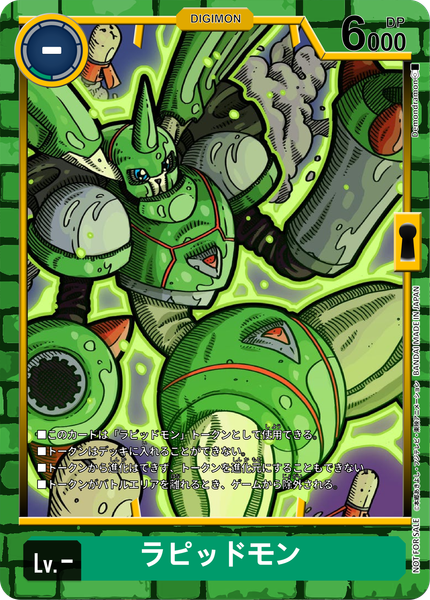 DIGIMON
DP
6000
-
Demondamon
BANDAI MADE IN JAPAN
NOT FOR SALE
■このカードは「ラピッドモン」トークンとして使用できる。
■トークンはデッキに入れることができない。
■トークンから進化はできず、トークンを進化元にすることもできない。
■トークンがバトルエリアを離れるとき、ゲームから除外される。
Lv.-
ラピッドモン